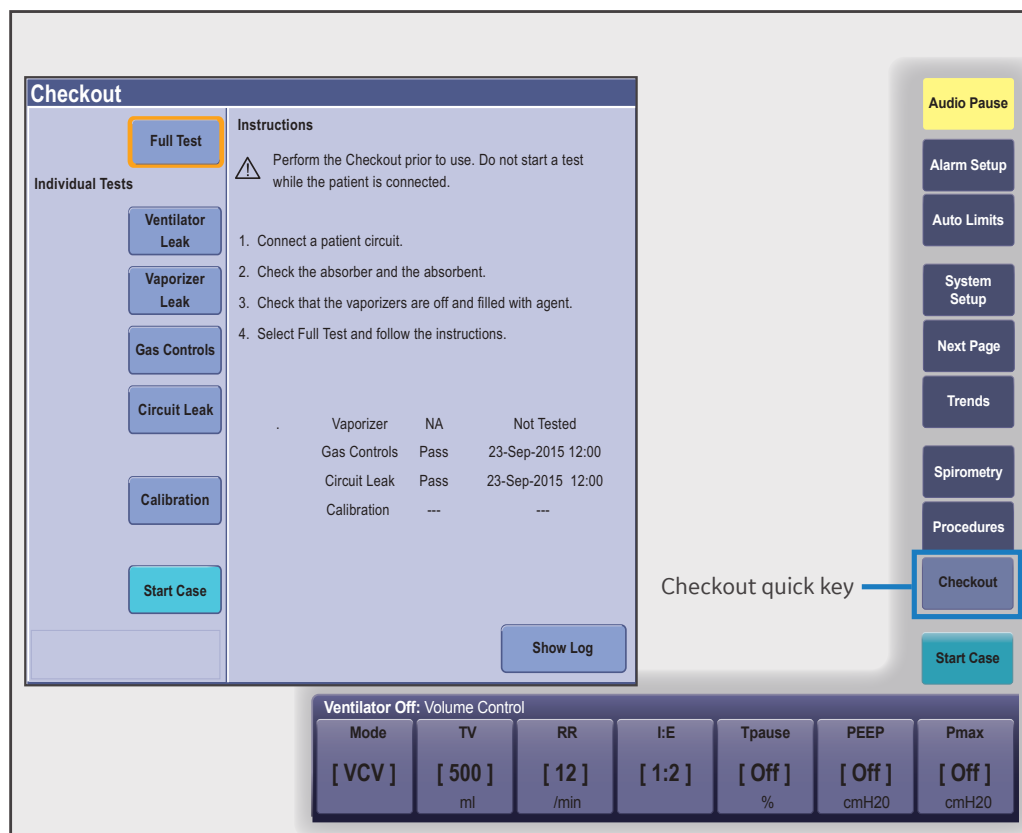 Checkout
Full Test
Individual Tests
Ventilator
Leak
Vaporizer
Leak
Gas Controls
Circuit Leak
Calibration
Start Case
Instructions
Perform the Checkout prior to use. Do not start a test
while the patient is connected.
1. Connect a patient circuit.
2. Check the absorber and the absorbent.
3. Check that the vaporizers are off and filled with agent.
4. Select Full Test and follow the instructions.
. Vaporizer NA Not Tested
Gas Controls Pass 23-Sep-2015 12:00
Circuit Leak Pass 23-Sep-2015 12:00
Calibration --- ---
Show Log
Audio Pause
Alarm Setup
Auto Limits
System
Setup
Next Page
Trends
Spirometry
Procedures
Checkout quick key
Checkout
Start Case
Ventilator Off: Volume Control
Mode TV RR I:E Tpause PEEP Pmax
[ VCV ] [ 500 ] [ 12 ] [ 1:2 ] [ Off ] [ Off ] [ Off ]
ml /min % cmH20 cmH20